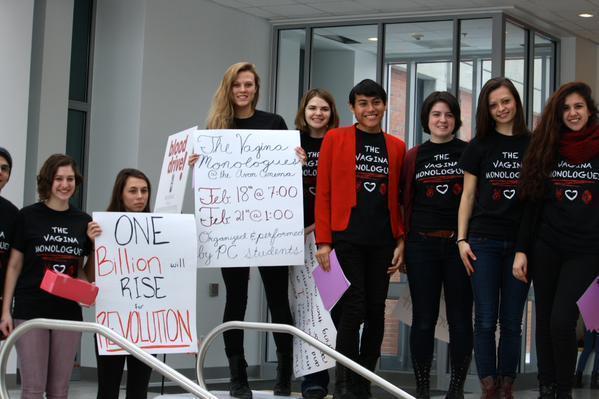 The Vagina
Monologues
@ the Avon Cinema
Feb 18th @ 7:00
Feb 21st @ 1:00
Organized & performed
by PC students
blood
drive
ONE
Billion will
RISE
for
REVOLUTION
THE
VAGINA
MONOLOGUES
THE
VAGINA
MONOLOGUES
THE
VAGINA
MONOLOGUES
THE
VAGINA
MONOLOGUES
THE
VAGINA
MONOLOGUES